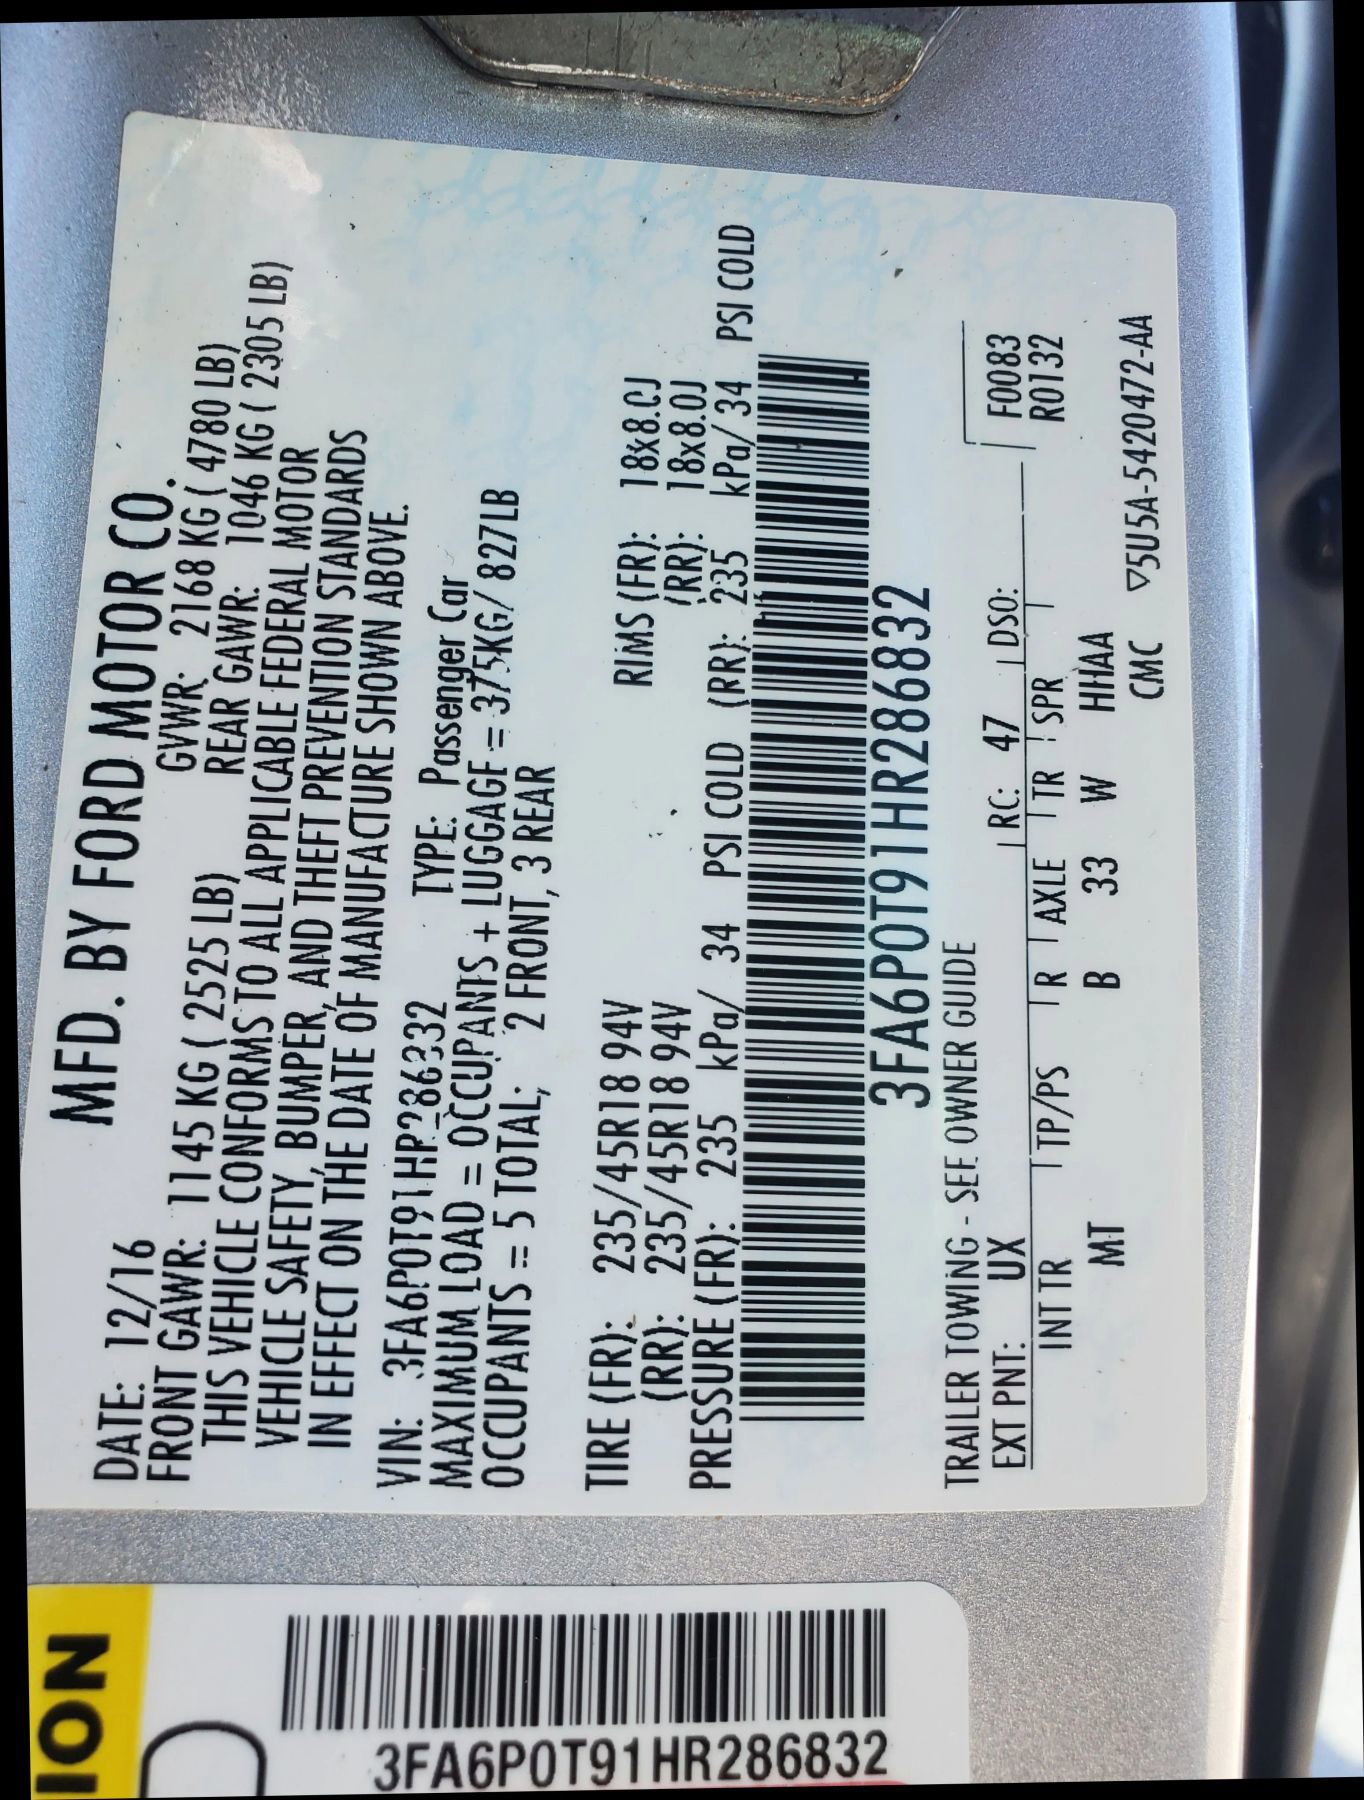 MFD. BY FORD MOTOR CO.
DATE: 12/16 GVWR: 2168 KG ( 4780 LB)
FRONT GAWR: 1145 KG ( 2525 LB) REAR GAWR: 1046 KG ( 2305 LB)
THIS VEHICLE CONFORMS TO ALL APPLICABLE FEDERAL MOTOR
VEHICLE SAFETY, BUMPER, AND THEFT PREVENTION STANDARDS
IN EFFECT ON THE DATE OF MANUFACTURE SHOWN ABOVE.
VIN: 3FA6P0T91HR286832 TYPE: Passenger Car
MAXIMUM LOAD = OCCUPANTS + LUGGAGE = 375KG/ 827LB
OCCUPANTS = 5 TOTAL; 2 FRONT, 3 REAR
TIRE (FR): 235/45R18 94V RIMS (FR): 18x8.0J
(RR): 235/45R18 94V (RR): 18x8.0J
PRESSURE (FR): 235 kPa/ 34 PSI COLD (RR): 235 kPa/ 34 PSI COLD
3FA6P0T91HR286832
TRAILER TOWING - SEE OWNER GUIDE
EXT PNT: UX RC: 47 DSO: F0083
R0132
INT TR TP/PS R AXLE TR SPR
MT B 33 W HHAA
CMC ▽5U5A-5420472-AA
ION
3FA6P0T91HR286832